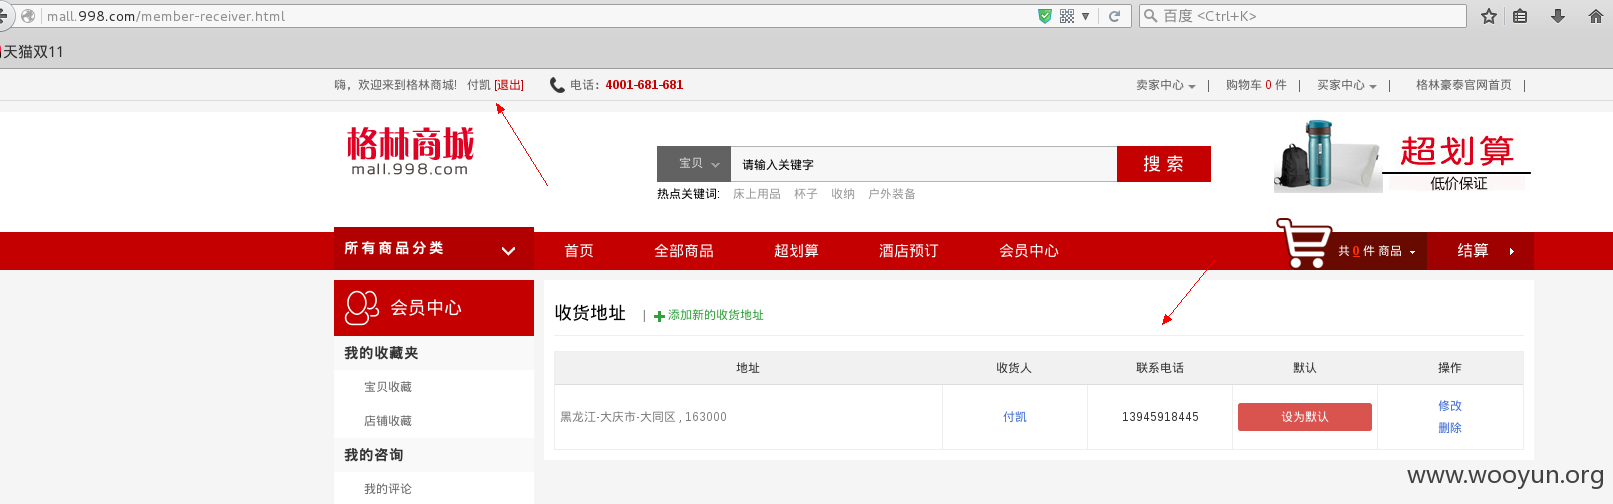 mall.998.com/member-receiver.html
百度 <Ctrl+K>
天猫双11
嗨，欢迎来到格林商城! 付凯 [退出] 电话：4001-681-681
卖家中心 | 购物车 0 件 | 买家中心 | 格林豪泰官网首页 |
格林商城
mall.998.com
宝贝 请输入关键字 搜 索
热点关键词: 床上用品 杯子 收纳 户外装备
超划算
低价保证
所有商品分类 首页 全部商品 超划算 酒店预订 会员中心 共 0 件 商品 结算
会员中心
我的收藏夹
宝贝收藏
店铺收藏
我的咨询
我的评论
收货地址 | 添加新的收货地址
地址 收货人 联系电话 默认 操作
黑龙江-大庆市-大同区 , 163000 付凯 13945918445 设为默认 修改
删除
www.wooyun.org